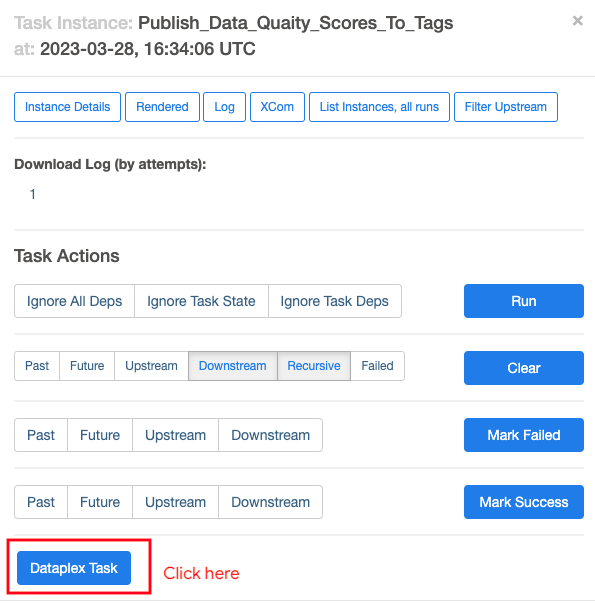 Task Instance: Publish_Data_Quaity_Scores_To_Tags ×
at: 2023-03-28, 16:34:06 UTC
Instance Details Rendered Log XCom List Instances, all runs Filter Upstream
Download Log (by attempts):
1
Task Actions
Ignore All Deps Ignore Task State Ignore Task Deps Run
Past Future Upstream Downstream Recursive Failed Clear
Past Future Upstream Downstream Mark Failed
Past Future Upstream Downstream Mark Success
Dataplex Task Click here